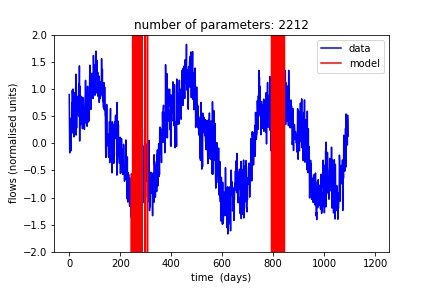 number of parameters: 2212
data
model
2.0
1.5
1.0
0.5
0.0
−0.5
−1.0
−1.5
−2.0
flows (normalised units)
0 200 400 600 800 1000 1200
time (days)